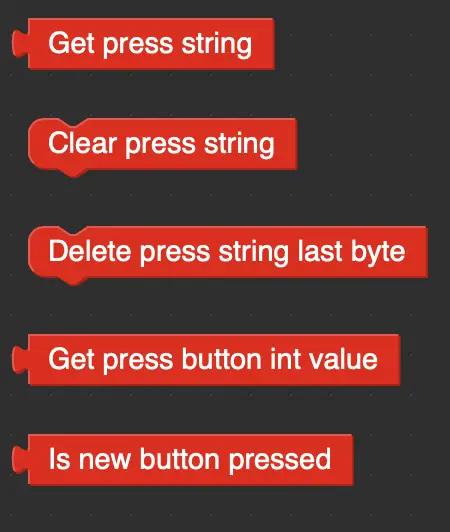 Get press string
Clear press string
Delete press string last byte
Get press button int value
Is new button pressed